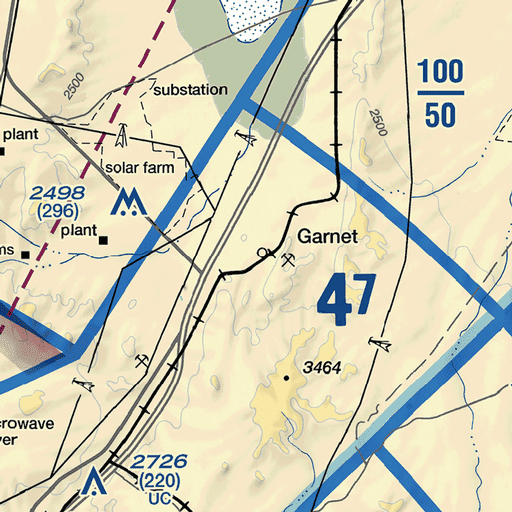 2500
substation
100
50
2500
plant
solar farm
2498
(296)
plant
ms
Garnet
47
3464
crowave
ver
2726
(220)
UC